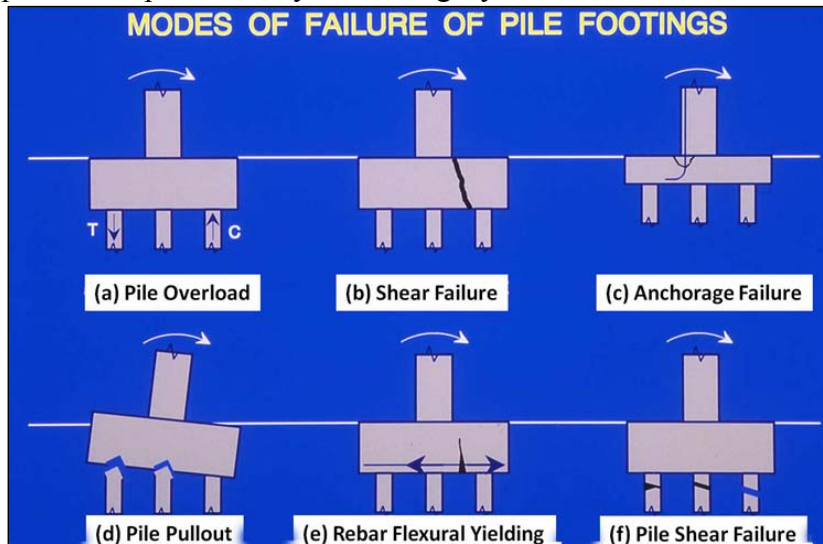 MODES OF FAILURE OF PILE FOOTINGS
T
C
(a) Pile Overload
(b) Shear Failure
(c) Anchorage Failure
(d) Pile Pullout
(e) Rebar Flexural Yielding
(f) Pile Shear Failure